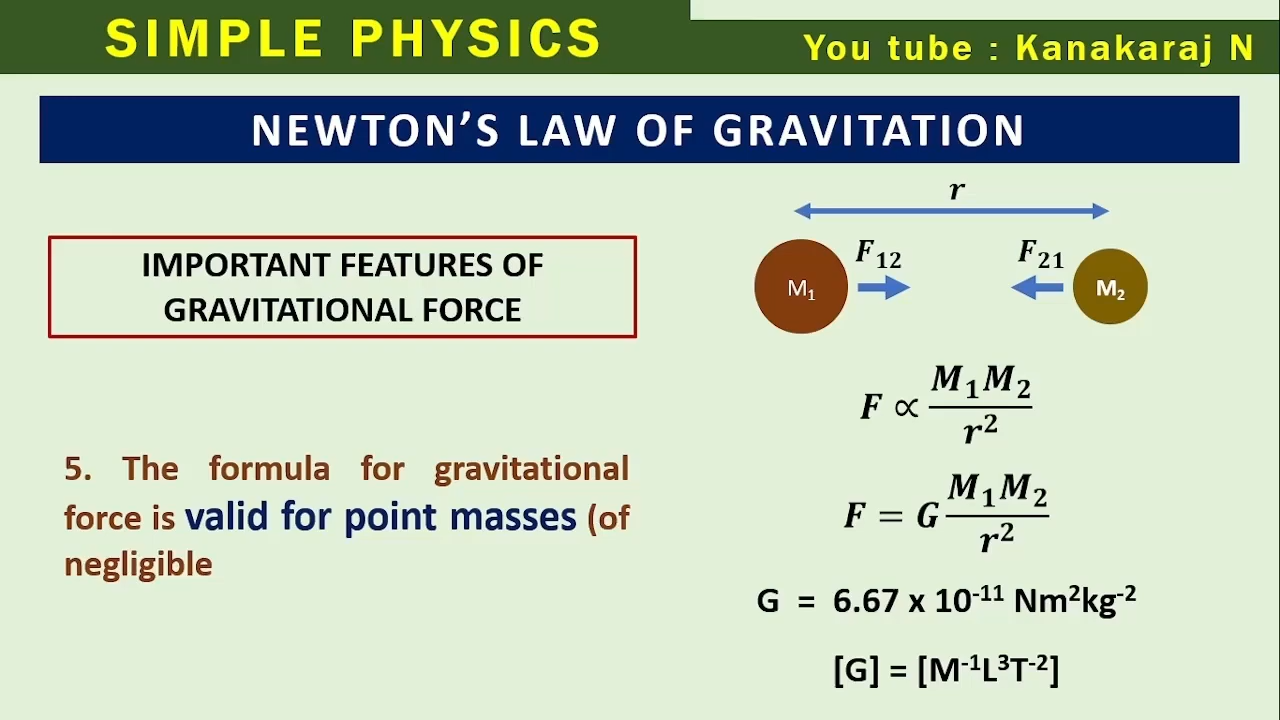 SIMPLE PHYSICS
You tube : Kanakaraj N
NEWTON’S LAW OF GRAVITATION
IMPORTANT FEATURES OF
GRAVITATIONAL FORCE
5. The formula for gravitational
force is valid for point masses (of
negligible
r
F₁₂ F₂₁
M₁ M₂
F ∝ M₁M₂ / r²
F = G M₁M₂ / r²
G = 6.67 x 10⁻¹¹ Nm²kg⁻²
[G] = [M⁻¹L³T⁻²]